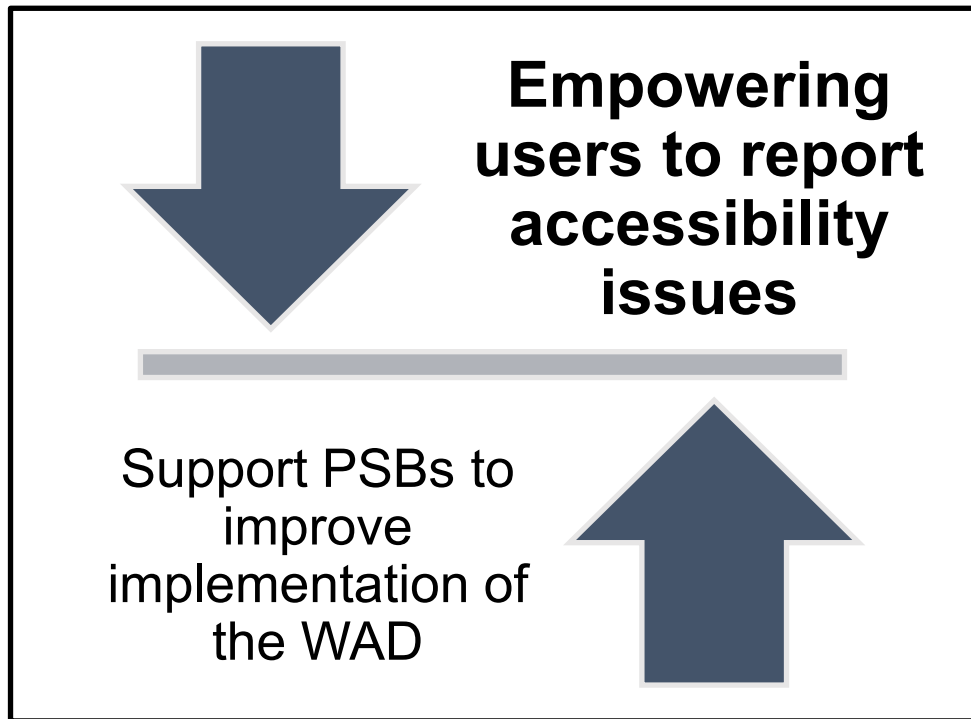 Empowering
users to report
accessibility
issues
Support PSBs to
improve
implementation of
the WAD